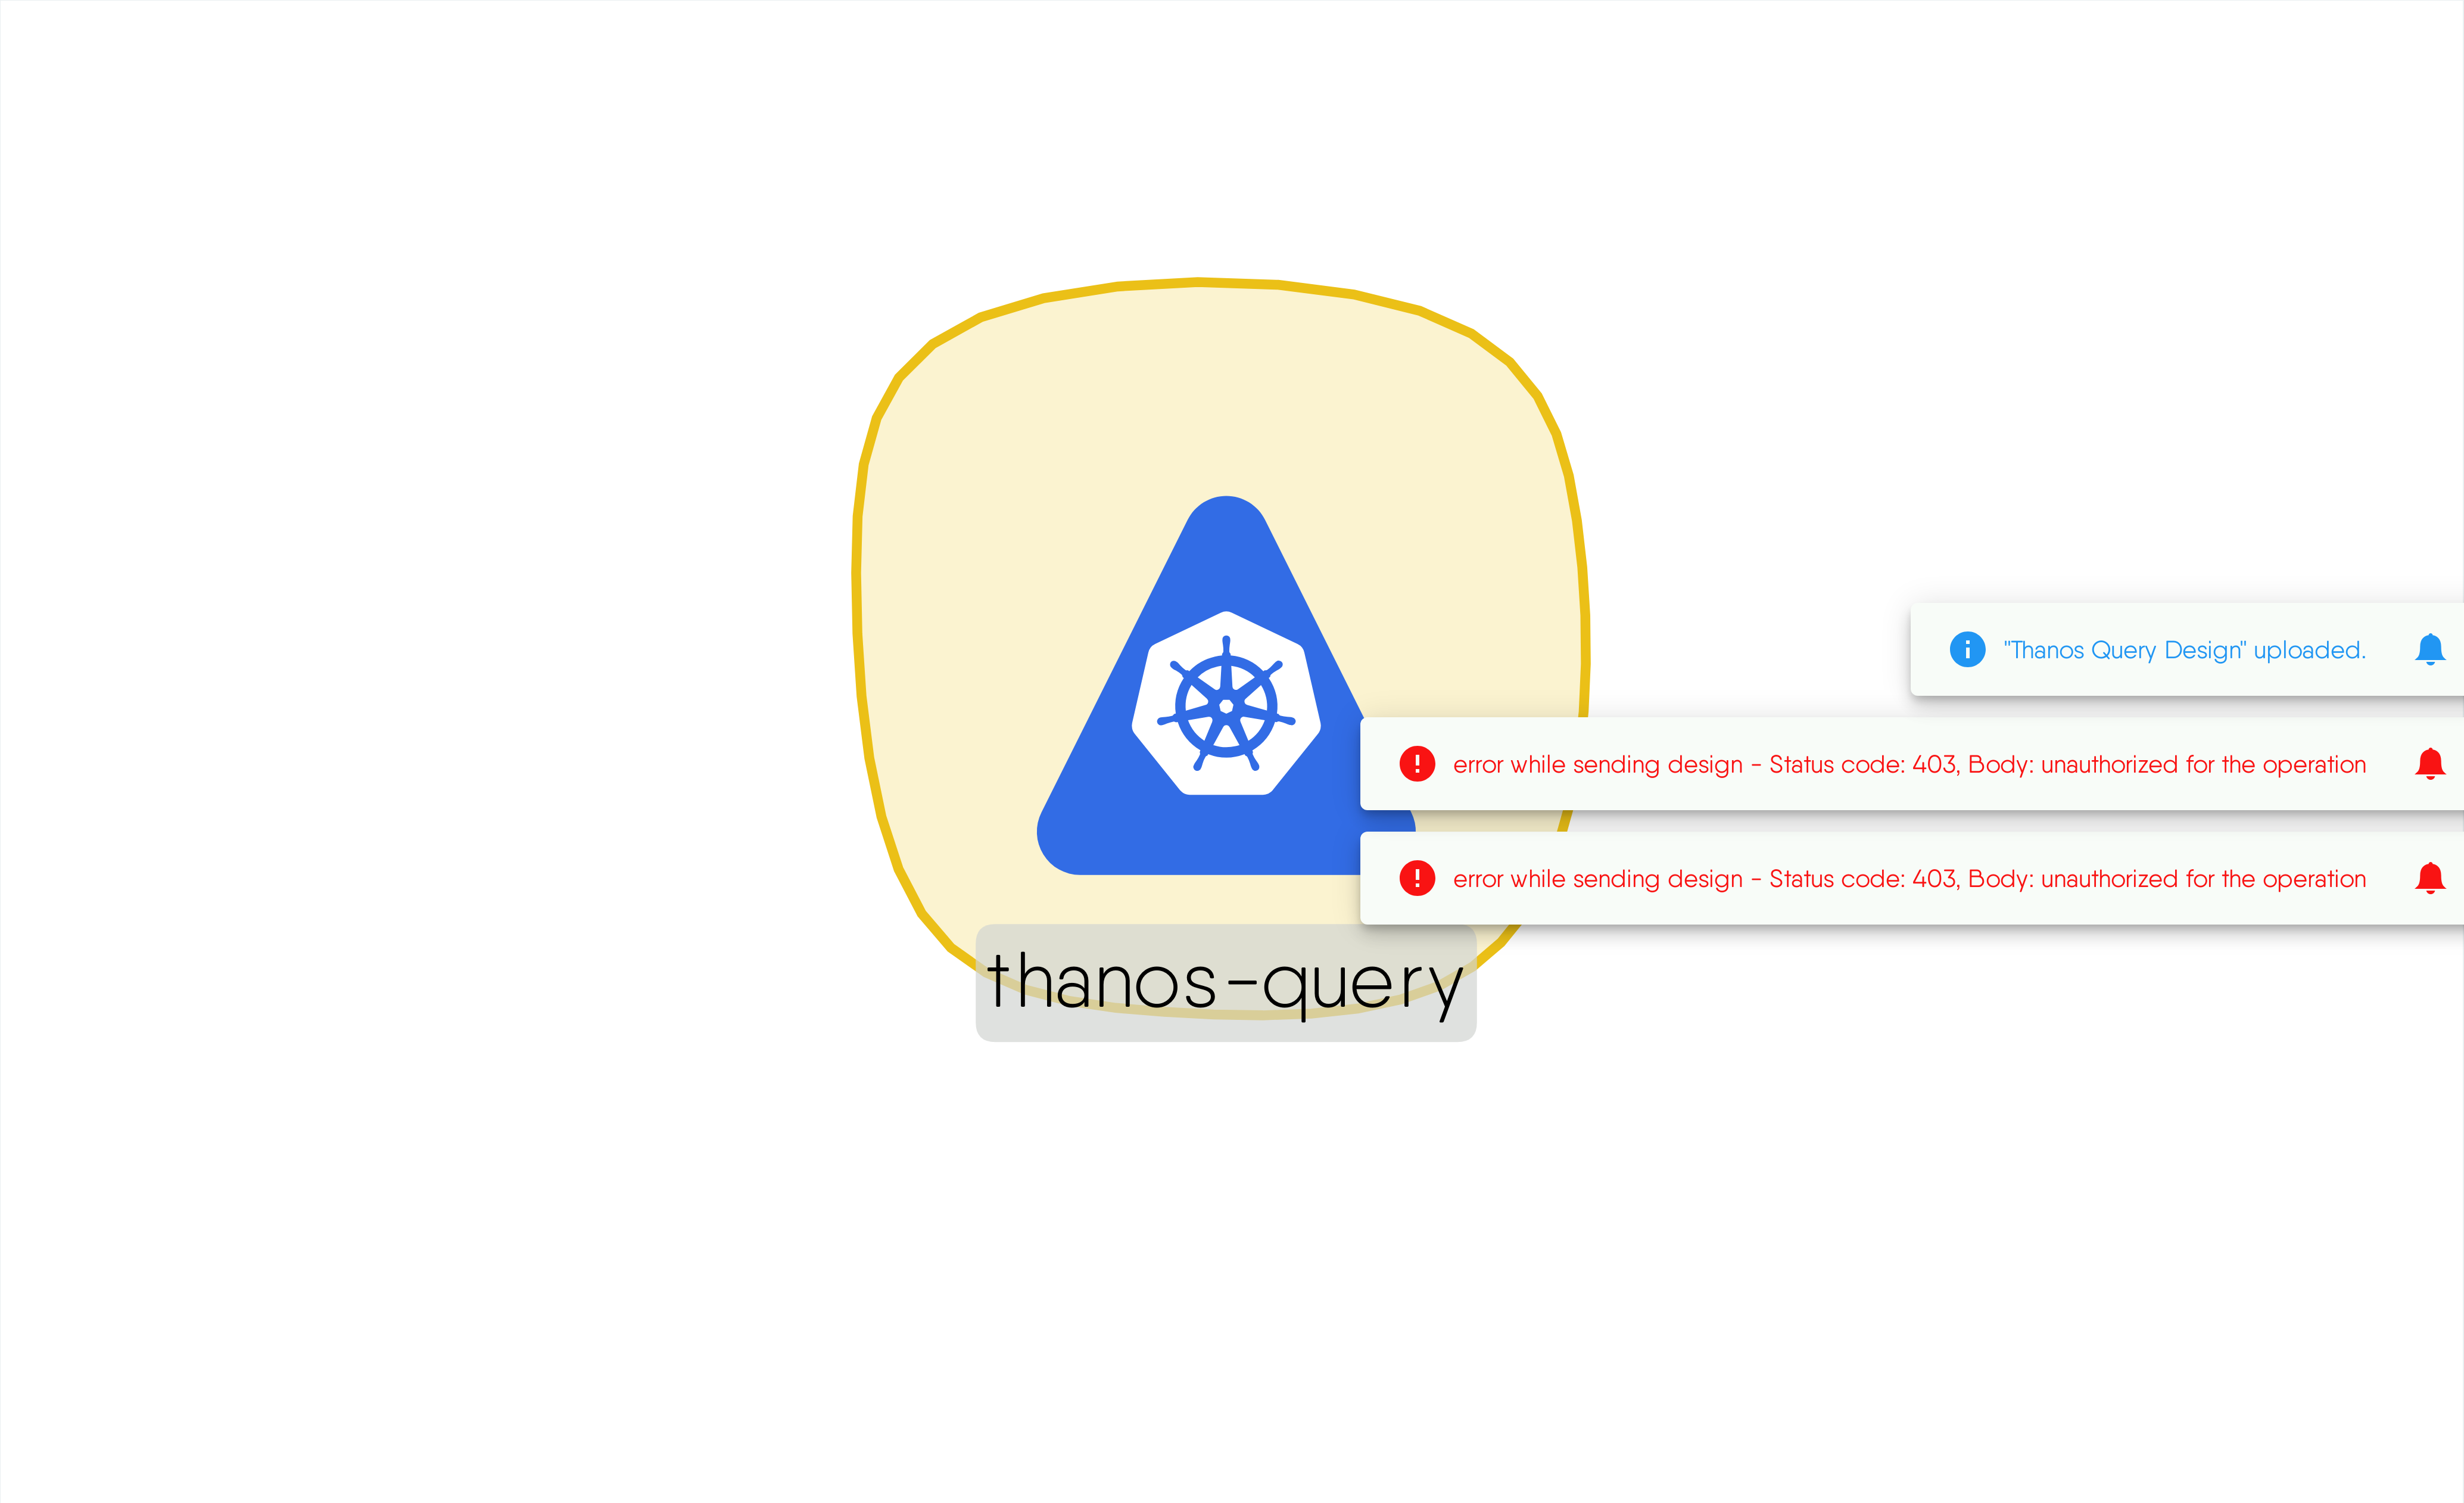 "Thanos Query Design" uploaded.
error while sending design - Status code: 403, Body: unauthorized for the operation
error while sending design - Status code: 403, Body: unauthorized for the operation
thanos-query